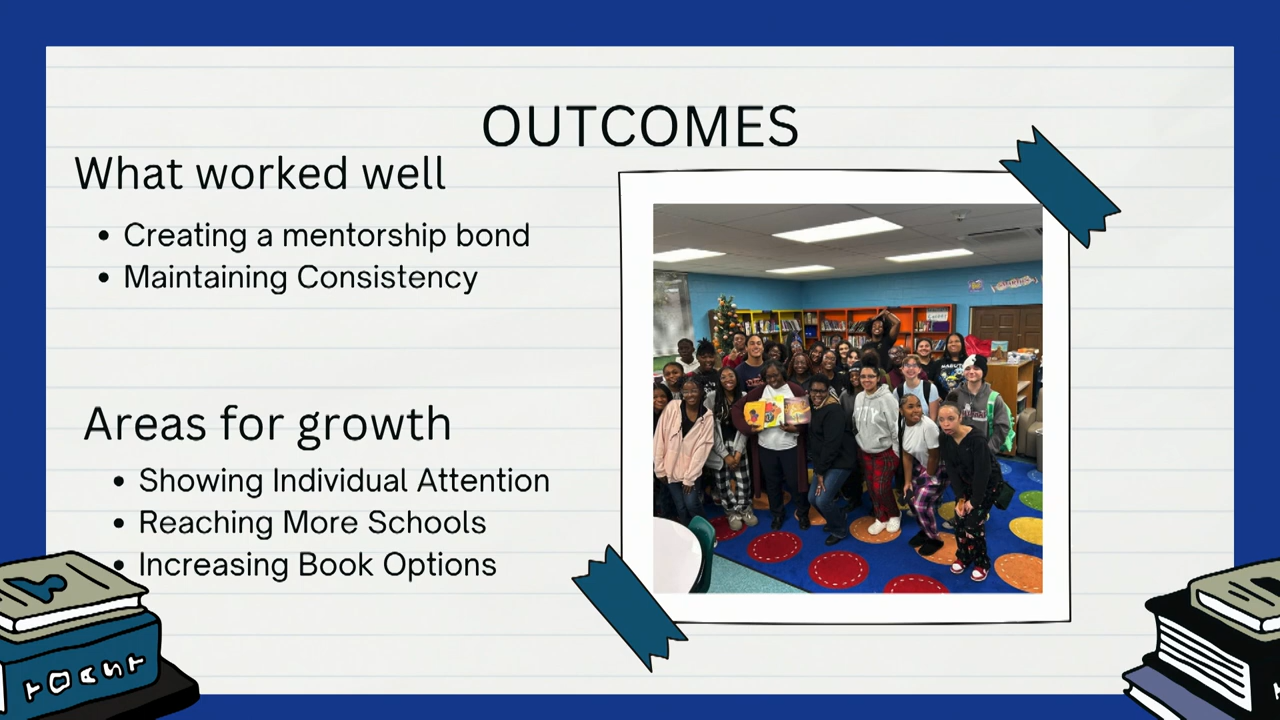 OUTCOMES
What worked well
• Creating a mentorship bond
• Maintaining Consistency
Areas for growth
• Showing Individual Attention
• Reaching More Schools
• Increasing Book Options